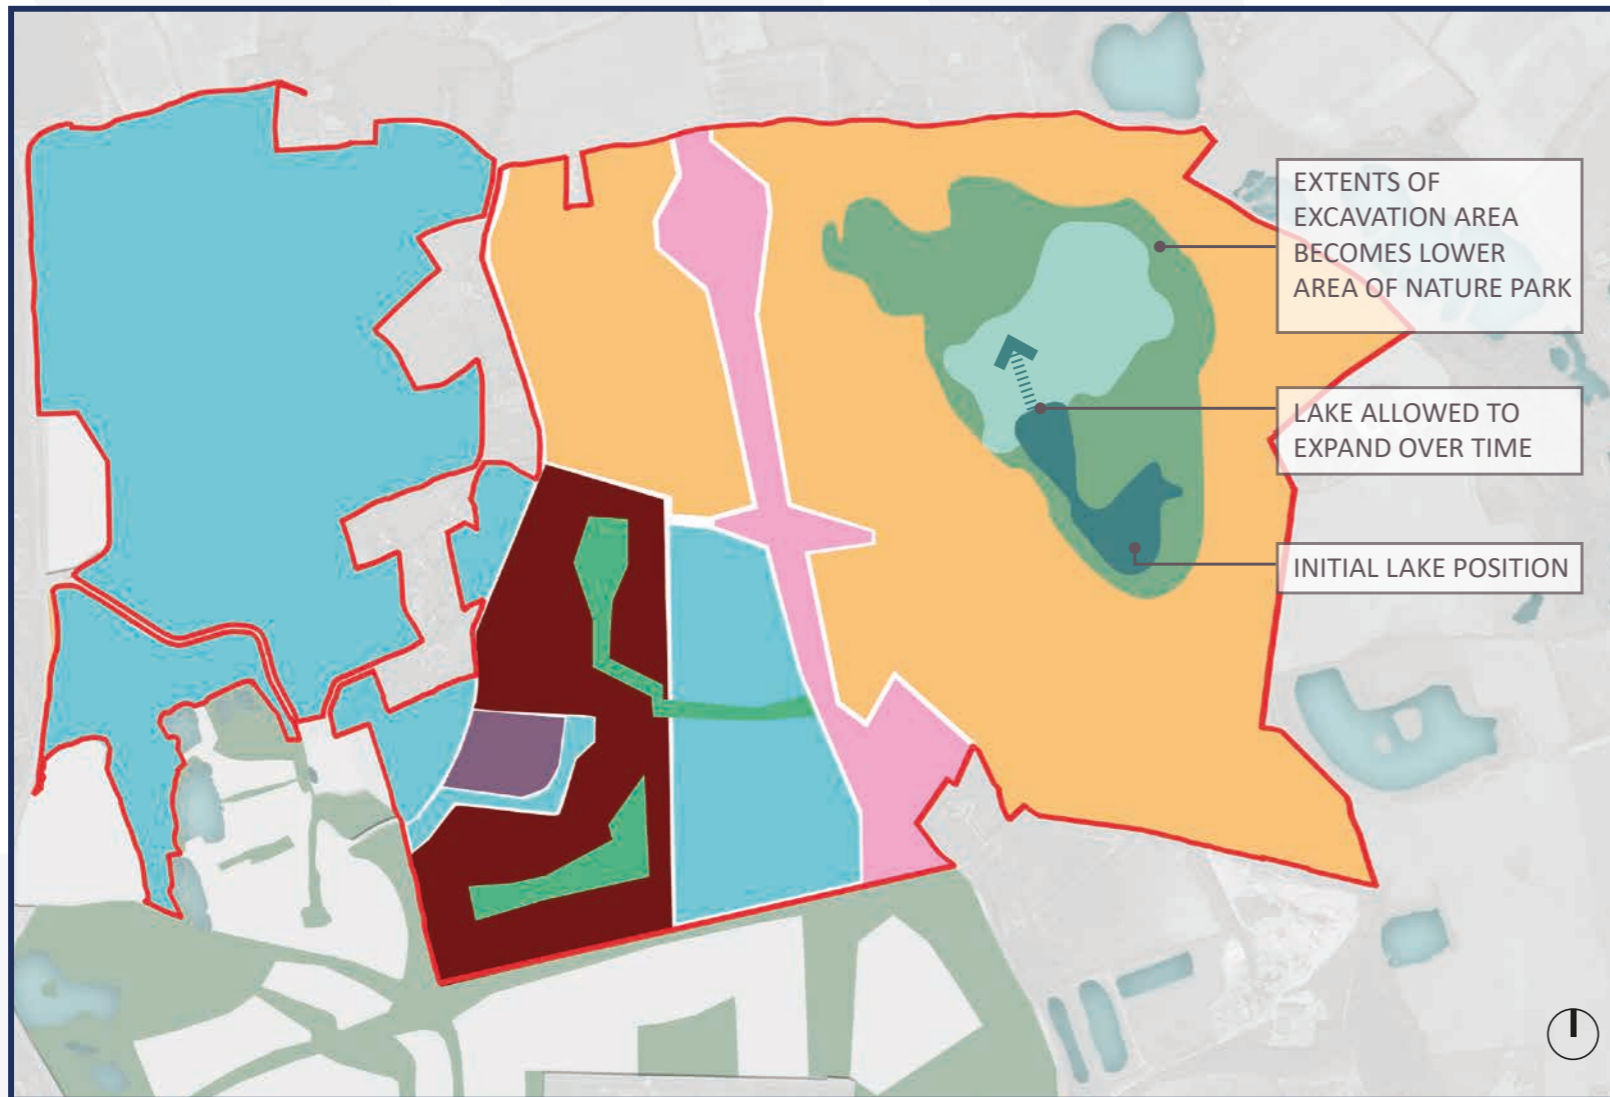 EXTENTS OF
EXCAVATION AREA
BECOMES LOWER
AREA OF NATURE PARK
LAKE ALLOWED TO
EXPAND OVER TIME
INITIAL LAKE POSITION